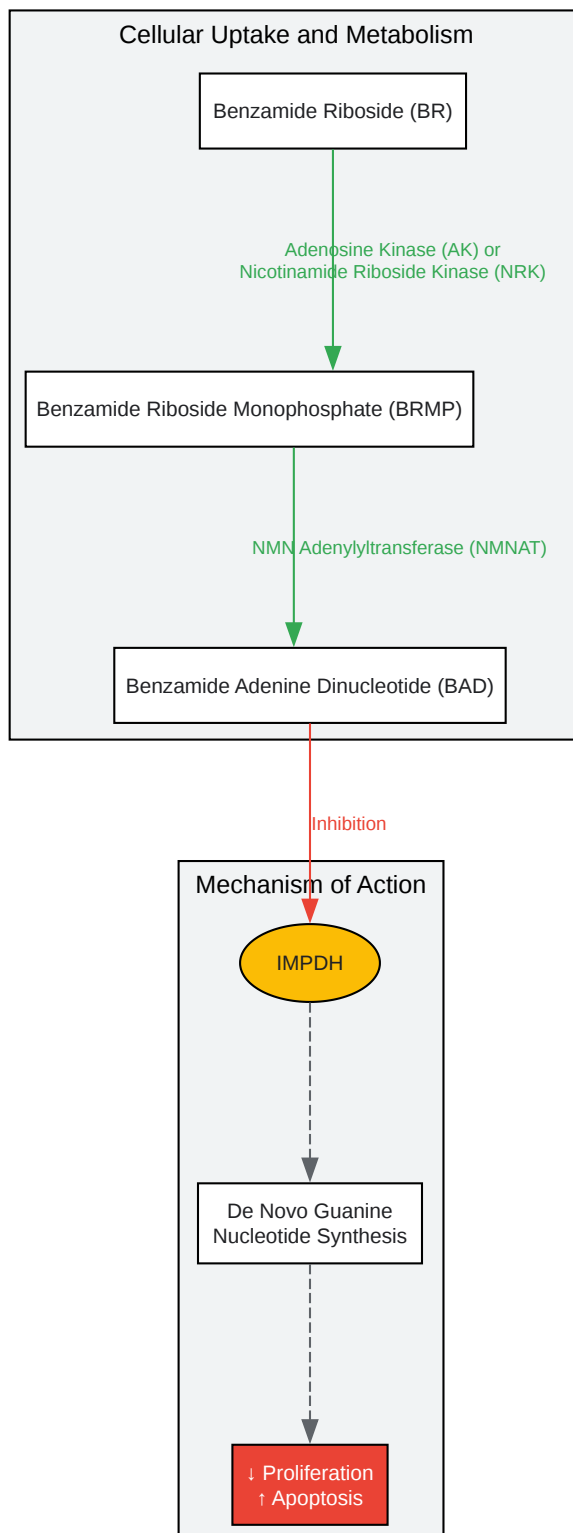 Cellular Uptake and Metabolism
Benzamide Riboside (BR)
Adenosine Kinase (AK) or
Nicotinamide Riboside Kinase (NRK)
Benzamide Riboside Monophosphate (BRMP)
NMN Adenylyltransferase (NMNAT)
Benzamide Adenine Dinucleotide (BAD)
Inhibition
Mechanism of Action
IMPDH
De Novo Guanine
Nucleotide Synthesis
↓ Proliferation
↑ Apoptosis